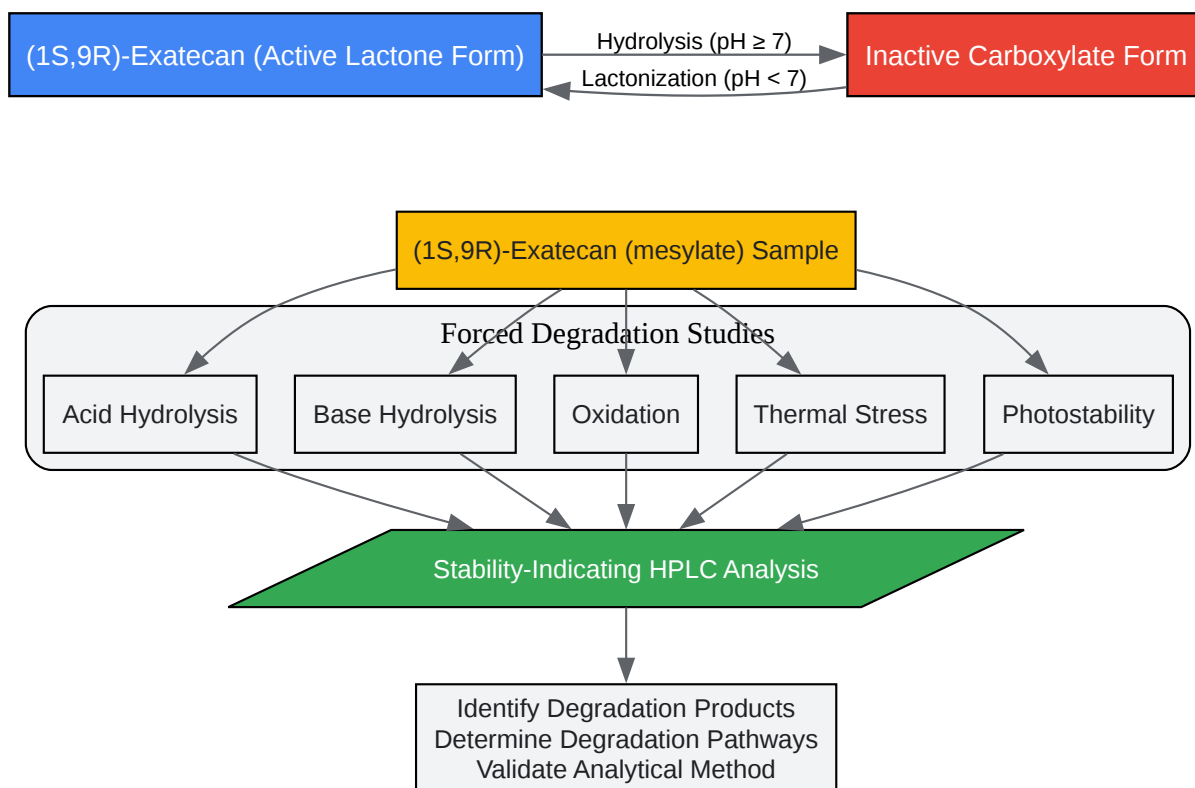 (1S,9R)-Exatecan (Active Lactone Form)
Hydrolysis (pH ≥ 7)
Inactive Carboxylate Form
Lactonization (pH < 7)
(1S,9R)-Exatecan (mesylate) Sample
Forced Degradation Studies
Acid Hydrolysis
Base Hydrolysis
Oxidation
Thermal Stress
Photostability
Stability-Indicating HPLC Analysis
Identify Degradation Products
Determine Degradation Pathways
Validate Analytical Method